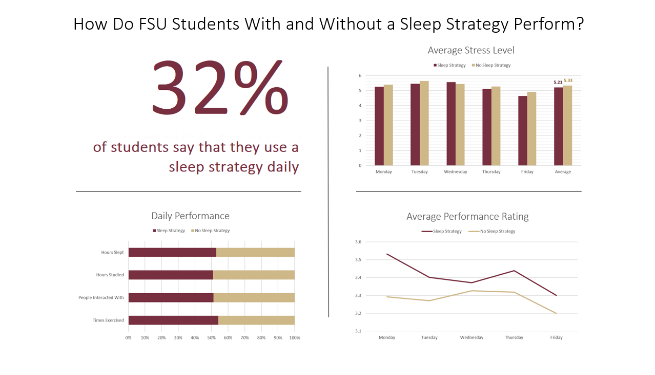 How Do FSU Students With and Without a Sleep Strategy Perform?
32%
of students say that they use a
sleep strategy daily
Average Stress Level
Sleep Strategy No Sleep Strategy
6
5
4
3
2
1
0
5.21 5.33
Monday Tuesday Wednesday Thursday Friday Average
Daily Performance
Sleep Strategy No Sleep Strategy
Hours Slept
Hours Studied
People Interacted With
Times Exercised
0% 10% 20% 30% 40% 50% 60% 70% 80% 90% 100%
Average Performance Rating
Sleep Strategy No Sleep Strategy
3.6
3.5
3.4
3.3
3.2
3.1
Monday Tuesday Wednesday Thursday Friday